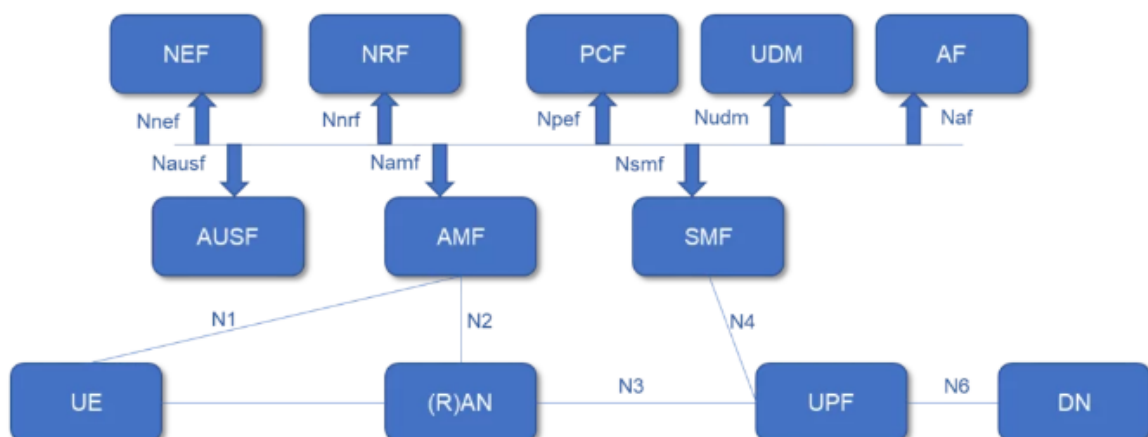 NEF NRF PCF UDM AF
Nnef Nnrf Npef Nudm Naf
Nausf Namf Nsmf
AUSF AMF SMF
N1 N2 N4
UE (R)AN N3 UPF N6 DN